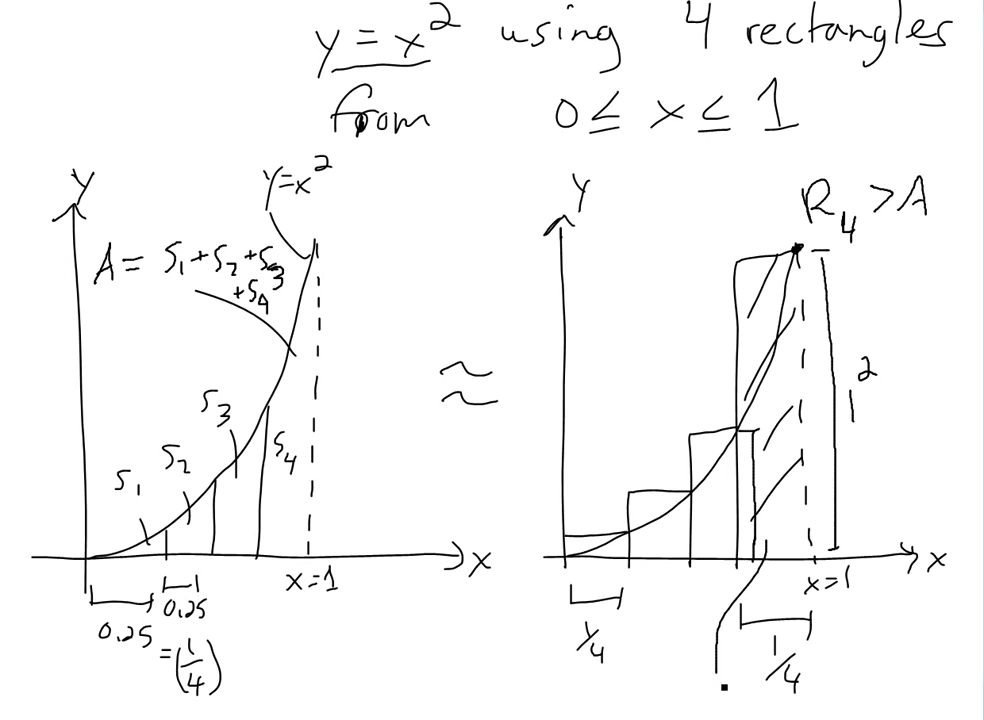 y = x² using 4 rectangles
from 0 ≤ x ≤ 1
y
y=x²
A = S₁+S₂+S₃
+S₄
S₁
S₂
S₃
S₄
x=1
x
0.25
0.25
=(1/4)
≈
y
R₄ > A
1²
x=1
x
1/4
1/4